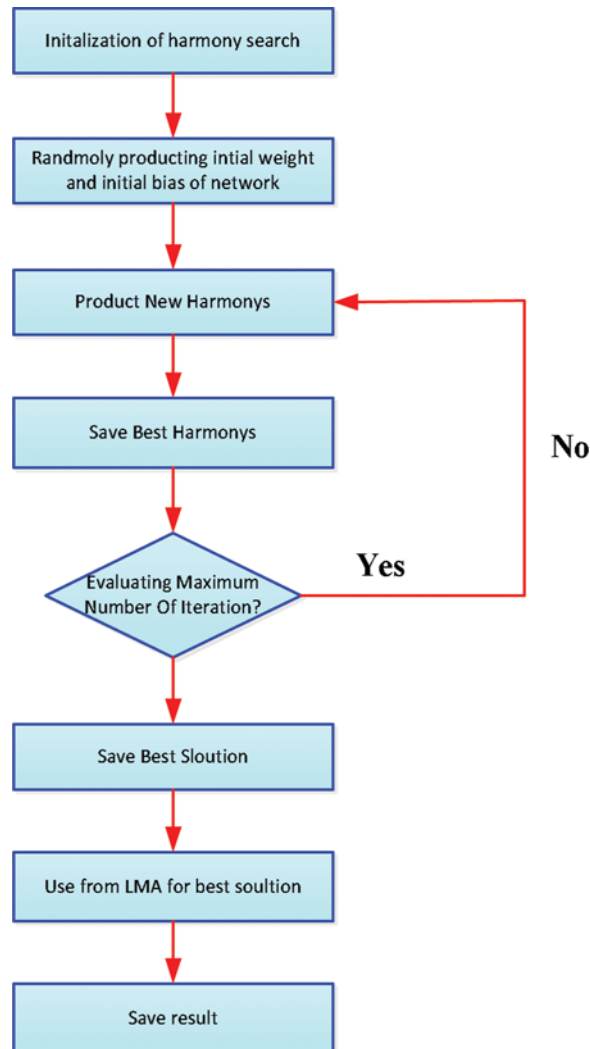 Initalization of harmony search
Randmoly producting intial weight
and initial bias of network
Product New Harmonys
Save Best Harmonys
No
Evaluating Maximum
Number Of Iteration?
Yes
Save Best Sloution
Use from LMA for best soultion
Save result